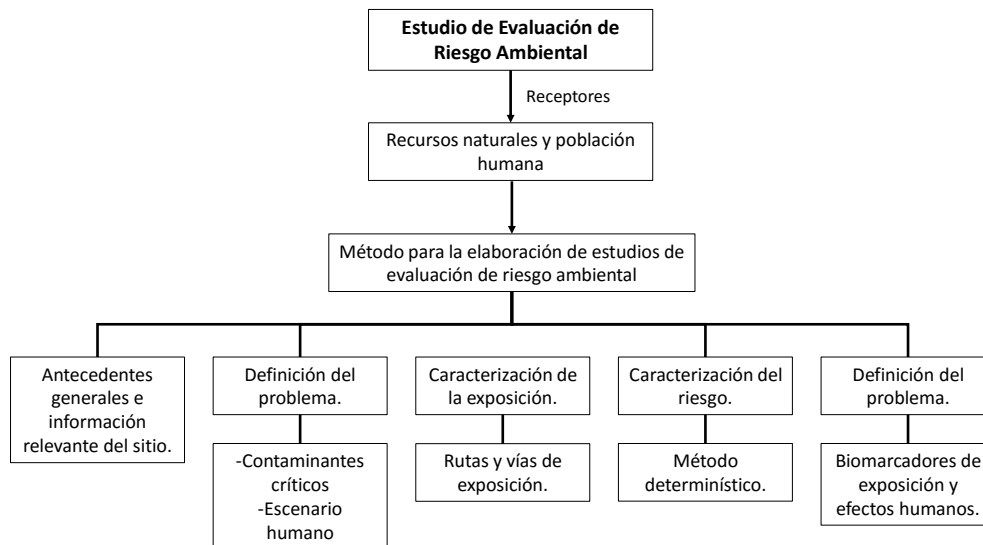 Estudio de Evaluación de
Riesgo Ambiental
Receptores
Recursos naturales y población
humana
Método para la elaboración de estudios de
evaluación de riesgo ambiental
Antecedentes
generales e
información
relevante del sitio.
Definición del
problema.
Caracterización de
la exposición.
Caracterización del
riesgo.
Definición del
problema.
-Contaminantes
críticos
-Escenario
humano
Rutas y vías de
exposición.
Método
determinístico.
Biomarcadores de
exposición y
efectos humanos.